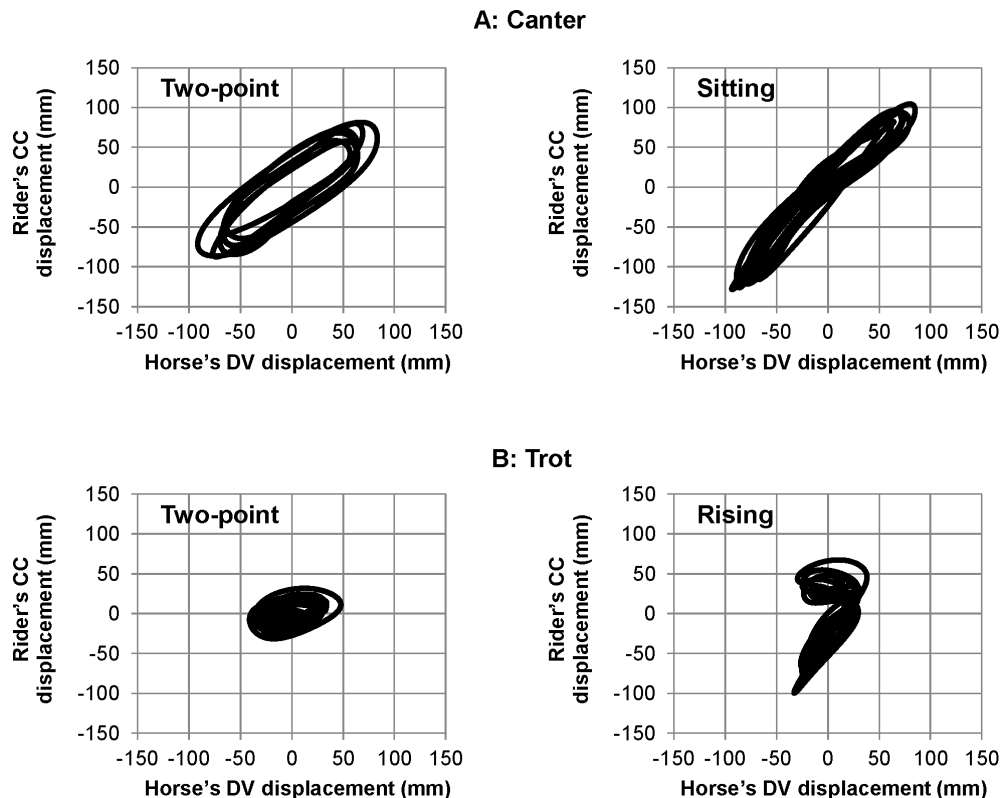 A: Canter
Two-point
Rider's CC
displacement (mm)
150
100
50
0
-50
-100
-150
-150 -100 -50 0 50 100 150
Horse's DV displacement (mm)
Sitting
Rider's CC
displacement (mm)
150
100
50
0
-50
-100
-150
-150 -100 -50 0 50 100 150
Horse's DV displacement (mm)
B: Trot
Two-point
Rider's CC
displacement (mm)
150
100
50
0
-50
-100
-150
-150 -100 -50 0 50 100 150
Horse's DV displacement (mm)
Rising
Rider's CC
displacement (mm)
150
100
50
0
-50
-100
-150
-150 -100 -50 0 50 100 150
Horse's DV displacement (mm)